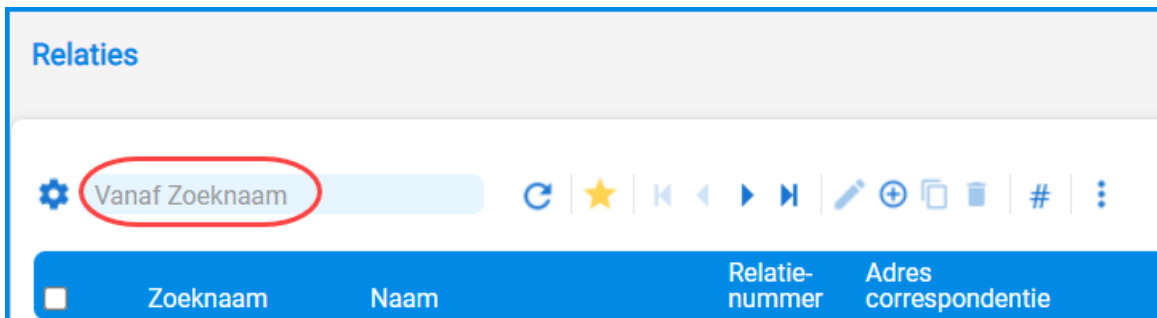 Relaties
Vanaf Zoeknaam
#
Zoeknaam Naam Relatie-
nummer Adres
correspondentie